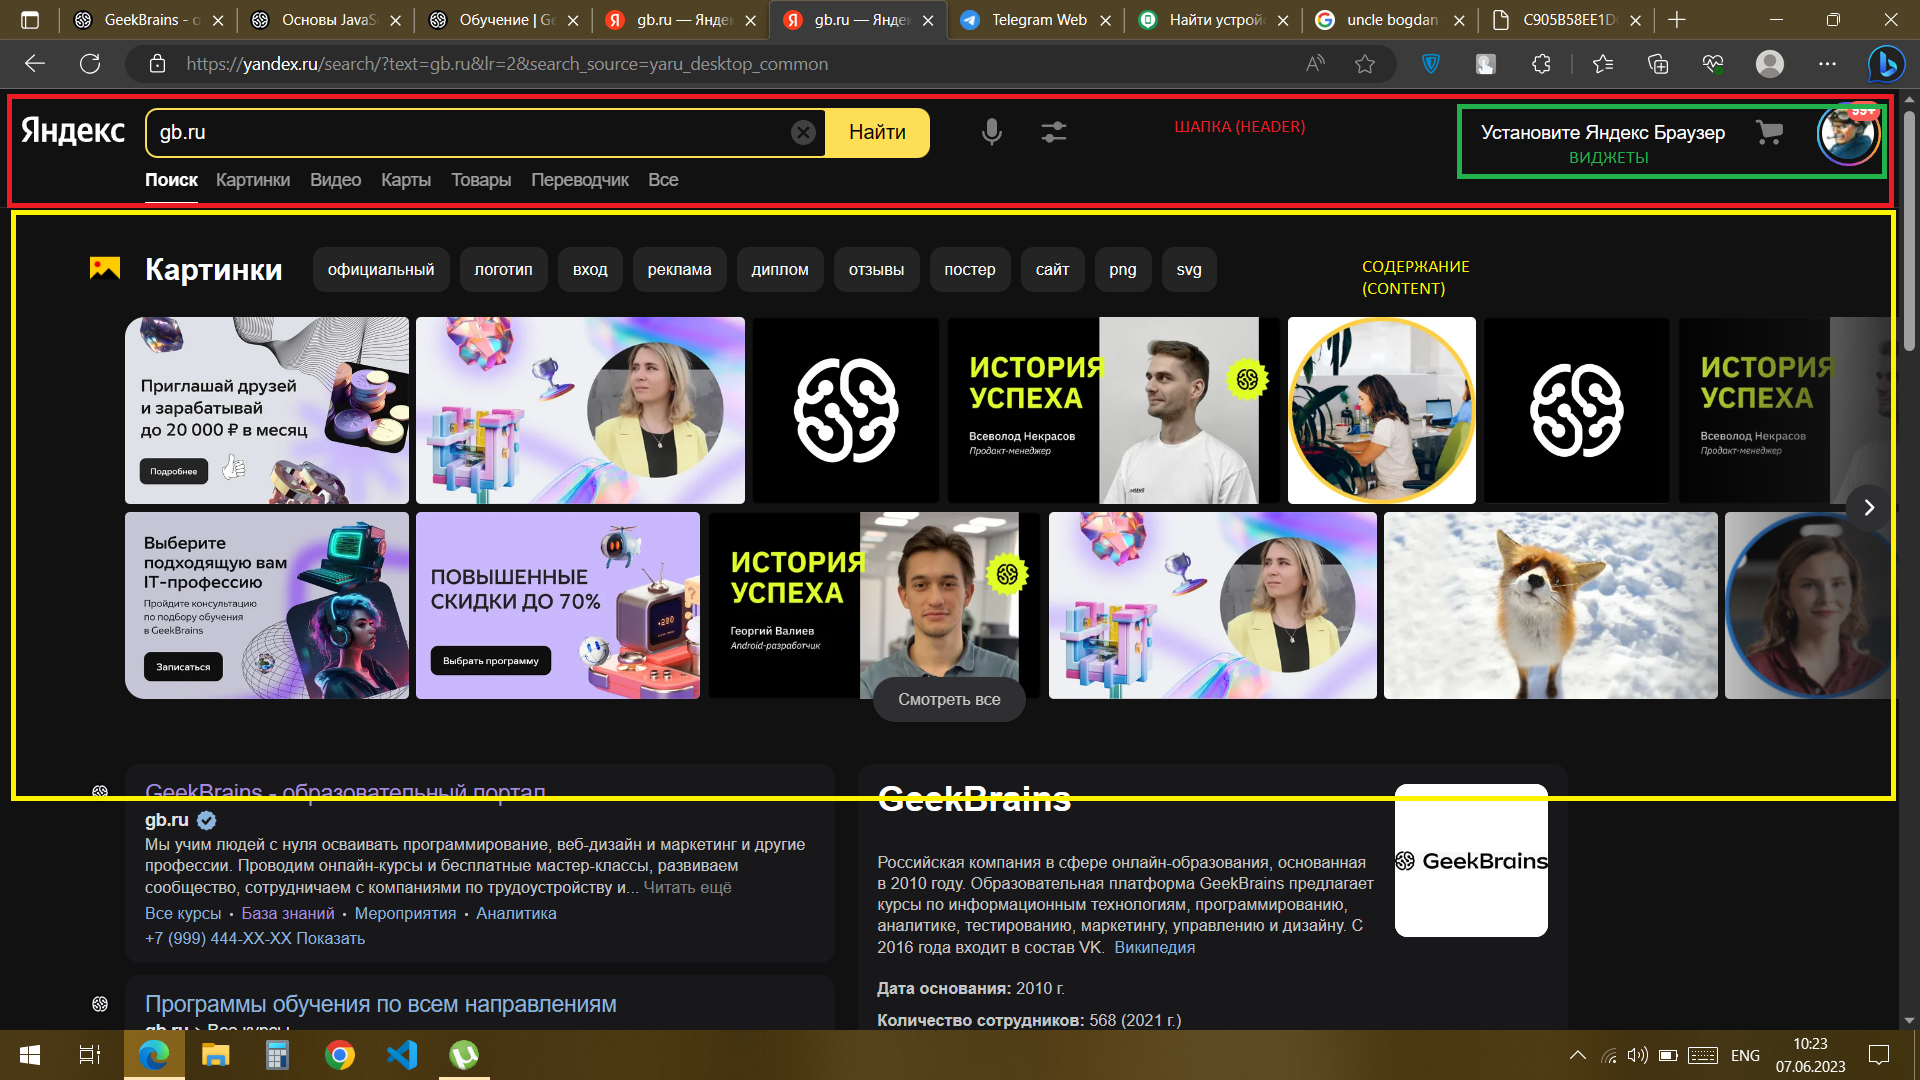 GeekBrains - о
Основы JavaSc
Обучение | Ge
gb.ru — Яндек
gb.ru — Яндек
Telegram Web
Найти устрой
uncle bogdan
C905B58EE1D
https://yandex.ru/search/?text=gb.ru&lr=2&search_source=yaru_desktop_common
Яндекс
gb.ru
Найти
ШАПКА (HEADER)
Установите Яндекс Браузер
99+
ВИДЖЕТЫ
Поиск Картинки Видео Карты Товары Переводчик Все
Картинки
официальный логотип вход реклама диплом отзывы постер сайт png svg
СОДЕРЖАНИЕ
(CONTENT)
Приглашай друзей
и зарабатывай
до 20 000 ₽ в месяц
Подробнее
ИСТОРИЯ
УСПЕХА
Всеволод Некрасов
Продакт-менеджер
ИСТОРИЯ
УСПЕХА
Всеволод Некрасов
Продакт-менеджер
Выберите
подходящую вам
IT-профессию
Пройдите консультацию
по подбору обучения
в GeekBrains
Записаться
ПОВЫШЕННЫЕ
СКИДКИ ДО 70%
Выбрать программу
ИСТОРИЯ
УСПЕХА
Георгий Валиев
Android-разработчик
Смотреть все
GeekBrains - образовательный портал
gb.ru
Мы учим людей с нуля осваивать программирование, веб-дизайн и маркетинг и другие
профессии. Проводим онлайн-курсы и бесплатные мастер-классы, развиваем
сообщество, сотрудничаем с компаниями по трудоустройству и... Читать ещё
Все курсы · База знаний · Мероприятия · Аналитика
+7 (999) 444-XX-XX Показать
Программы обучения по всем направлениям
gb.ru › Все курсы
GeekBrains
Российская компания в сфере онлайн-образования, основанная
в 2010 году. Образовательная платформа GeekBrains предлагает
курсы по информационным технологиям, программированию,
аналитике, тестированию, маркетингу, управлению и дизайну. С
2016 года входит в состав VK. Википедия
GeekBrains
Дата основания: 2010 г.
Количество сотрудников: 568 (2021 г.)
ENG
10:23
07.06.2023